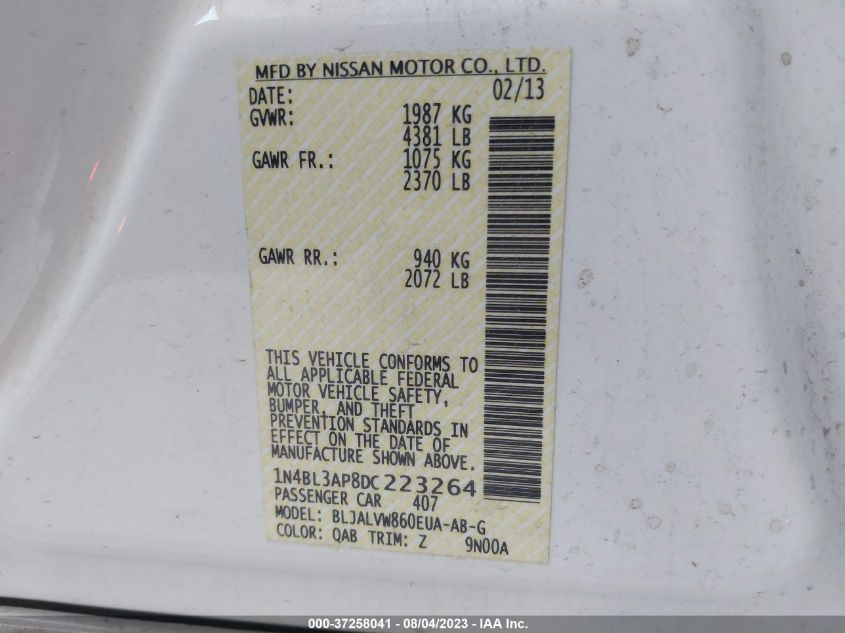 MFD BY NISSAN MOTOR CO., LTD.
DATE: 02/13
GVWR: 1987 KG
4381 LB
GAWR FR.: 1075 KG
2370 LB
GAWR RR.: 940 KG
2072 LB
THIS VEHICLE CONFORMS TO
ALL APPLICABLE FEDERAL
MOTOR VEHICLE SAFETY,
BUMPER, AND THEFT
PREVENTION STANDARDS IN
EFFECT ON THE DATE OF
MANUFACTURE SHOWN ABOVE.
1N4BL3AP8DC223264
PASSENGER CAR 407
MODEL: BLJALVW860EUA-AB-G
COLOR: QAB TRIM: Z 9N00A
000-37258041 - 08/04/2023 - IAA Inc.